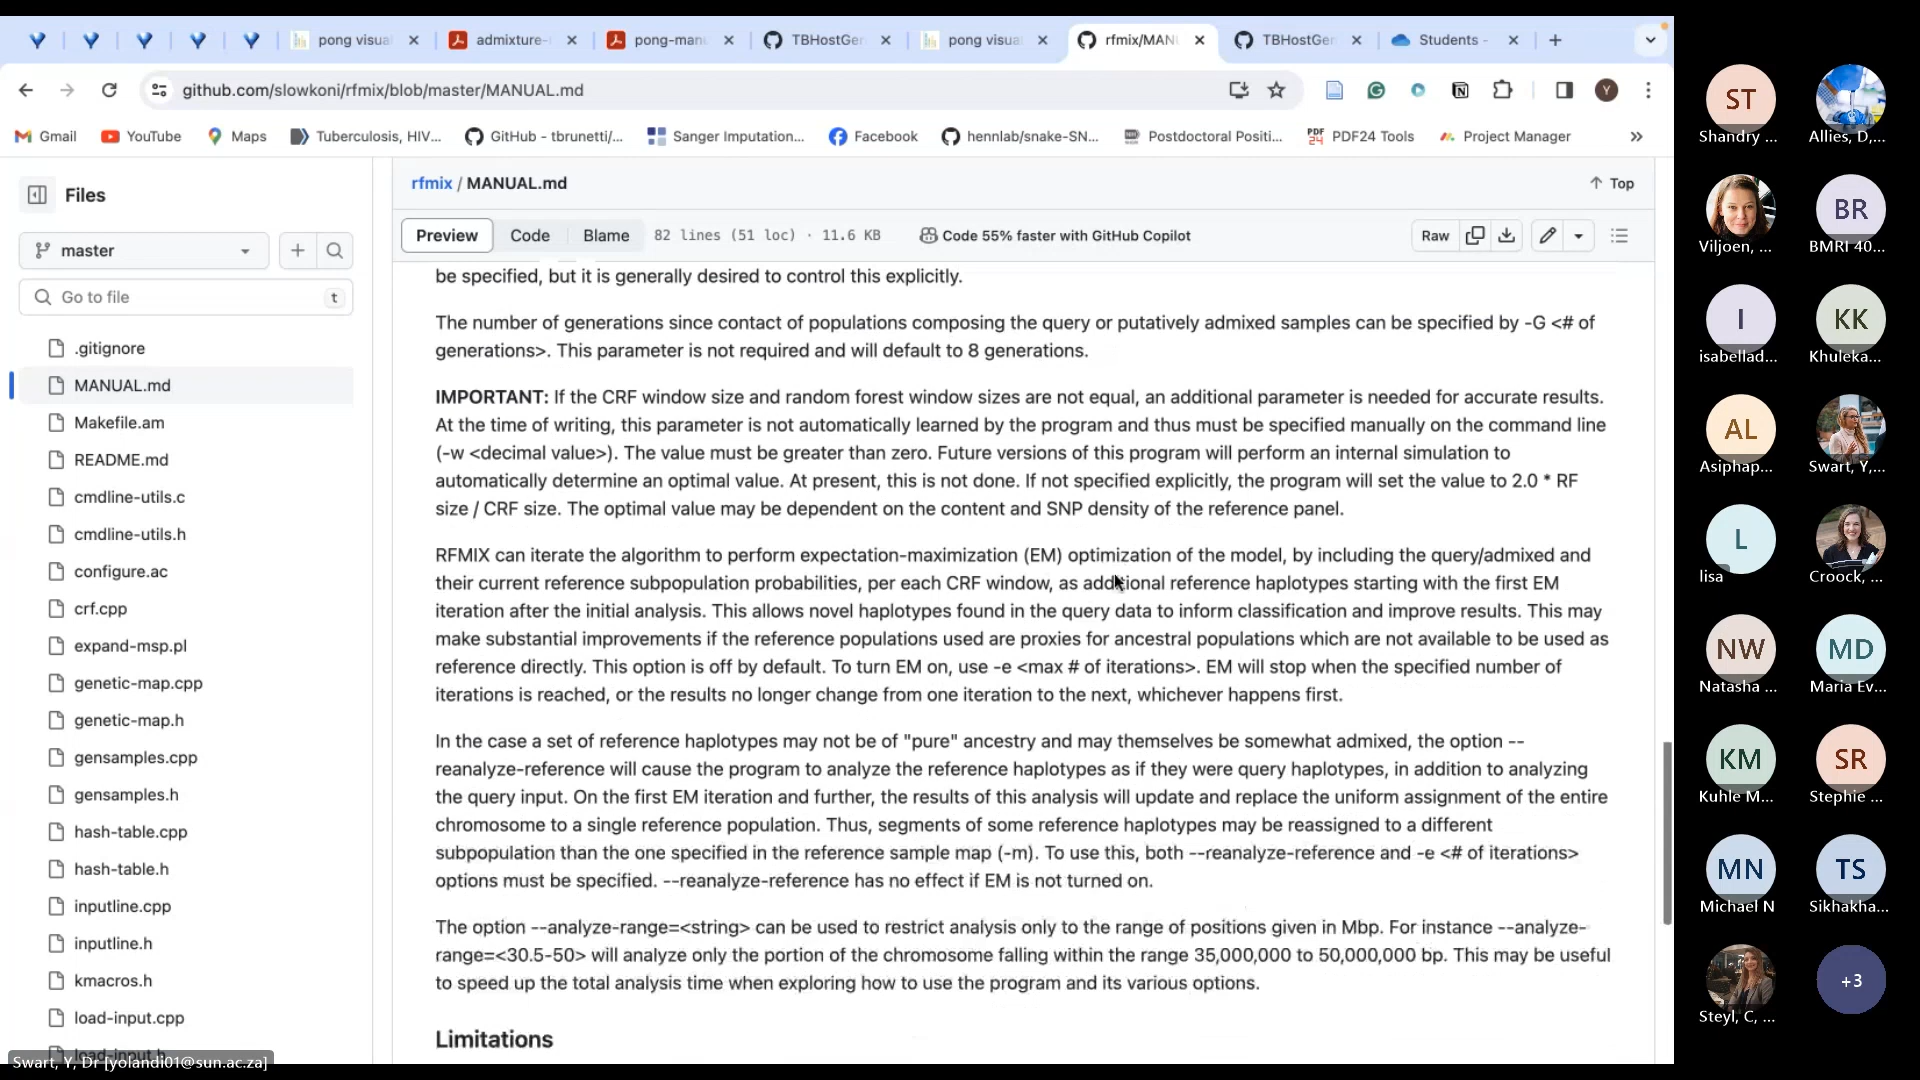 pong visua
admixture-
pong-man
TBHostGe
pong visua
rfmix/MAN
TBHostGe
Students -
github.com/slowkoni/rfmix/blob/master/MANUAL.md
Y
Gmail
YouTube
Maps
Tuberculosis, HIV...
GitHub - tbrunetti/...
Sanger Imputation...
Facebook
hennlab/snake-SN...
Postdoctoral Positi...
PDF24 Tools
Project Manager
Files
master
Go to file
t
.gitignore
MANUAL.md
Makefile.am
README.md
cmdline-utils.c
cmdline-utils.h
configure.ac
crf.cpp
expand-msp.pl
genetic-map.cpp
genetic-map.h
gensamples.cpp
gensamples.h
hash-table.cpp
hash-table.h
inputline.cpp
inputline.h
kmacros.h
load-input.cpp
load-input.h
Swart, Y, Dr [yolandi01@sun.ac.za]
rfmix / MANUAL.md
Top
Preview
Code
Blame
82 lines (51 loc) · 11.6 KB
Code 55% faster with GitHub Copilot
Raw
be specified, but it is generally desired to control this explicitly.
The number of generations since contact of populations composing the query or putatively admixed samples can be specified by -G <# of
generations>. This parameter is not required and will default to 8 generations.
IMPORTANT: If the CRF window size and random forest window sizes are not equal, an additional parameter is needed for accurate results.
At the time of writing, this parameter is not automatically learned by the program and thus must be specified manually on the command line
(-w <decimal value>). The value must be greater than zero. Future versions of this program will perform an internal simulation to
automatically determine an optimal value. At present, this is not done. If not specified explicitly, the program will set the value to 2.0 * RF
size / CRF size. The optimal value may be dependent on the content and SNP density of the reference panel.
RFMIX can iterate the algorithm to perform expectation-maximization (EM) optimization of the model, by including the query/admixed and
their current reference subpopulation probabilities, per each CRF window, as additional reference haplotypes starting with the first EM
iteration after the initial analysis. This allows novel haplotypes found in the query data to inform classification and improve results. This may
make substantial improvements if the reference populations used are proxies for ancestral populations which are not available to be used as
reference directly. This option is off by default. To turn EM on, use -e <max # of iterations>. EM will stop when the specified number of
iterations is reached, or the results no longer change from one iteration to the next, whichever happens first.
In the case a set of reference haplotypes may not be of "pure" ancestry and may themselves be somewhat admixed, the option --
reanalyze-reference will cause the program to analyze the reference haplotypes as if they were query haplotypes, in addition to analyzing
the query input. On the first EM iteration and further, the results of this analysis will update and replace the uniform assignment of the entire
chromosome to a single reference population. Thus, segments of some reference haplotypes may be reassigned to a different
subpopulation than the one specified in the reference sample map (-m). To use this, both --reanalyze-reference and -e <# of iterations>
options must be specified. --reanalyze-reference has no effect if EM is not turned on.
The option --analyze-range=<string> can be used to restrict analysis only to the range of positions given in Mbp. For instance --analyze-
range=<30.5-50> will analyze only the portion of the chromosome falling within the range 35,000,000 to 50,000,000 bp. This may be useful
to speed up the total analysis time when exploring how to use the program and its various options.
Limitations
ST
Shandry ...
Allies, D,...
Viljoen, ...
BR
BMRI 40...
I
isabellad...
KK
Khuleka...
AL
Asiphap...
Swart, Y,...
L
lisa
Croock, ...
NW
Natasha ...
MD
Maria Ev...
KM
Kuhle M...
SR
Stephie ...
MN
Michael N
TS
Sikhakha...
Steyl, C, ...
+3